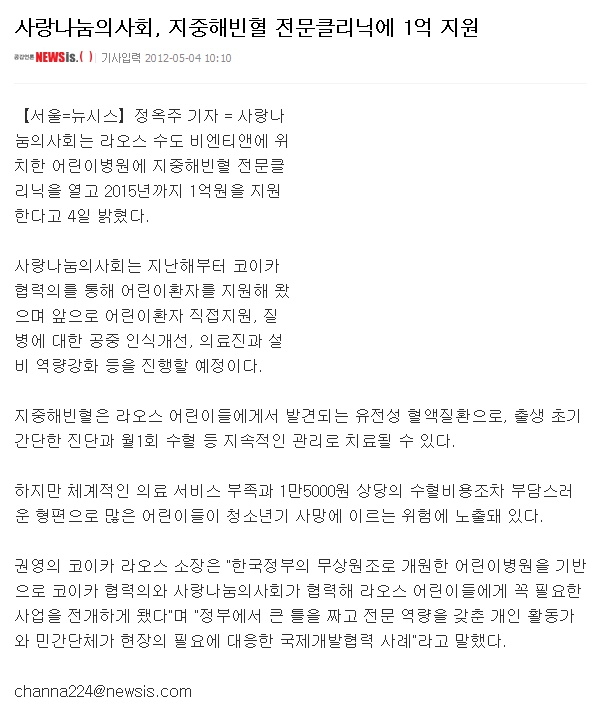 사랑나눔의사회, 지중해빈혈 전문클리닉에 1억 지원
공감언론 NEWSis.( ) 기사입력 2012-05-04 10:10
【서울=뉴시스】정옥주 기자 = 사랑나
눔의사회는 라오스 수도 비엔티앤에 위
치한 어린이병원에 지중해빈혈 전문클
리닉을 열고 2015년까지 1억원을 지원
한다고 4일 밝혔다.
사랑나눔의사회는 지난해부터 코이카
협력의를 통해 어린이환자를 지원해 왔
으며 앞으로 어린이환자 직접지원, 질
병에 대한 공중 인식개선, 의료진과 설
비 역량강화 등을 진행할 예정이다.
지중해빈혈은 라오스 어린이들에게서 발견되는 유전성 혈액질환으로, 출생 초기
간단한 진단과 월1회 수혈 등 지속적인 관리로 치료될 수 있다.
하지만 체계적인 의료 서비스 부족과 1만5000원 상당의 수혈비용조차 부담스러
운 형편으로 많은 어린이들이 청소년기 사망에 이르는 위험에 노출돼 있다.
권영의 코이카 라오스 소장은 "한국정부의 무상원조로 개원한 어린이병원을 기반
으로 코이카 협력의와 사랑나눔의사회가 협력해 라오스 어린이들에게 꼭 필요한
사업을 전개하게 됐다"며 "정부에서 큰 틀을 짜고 전문 역량을 갖춘 개인 활동가
와 민간단체가 현장의 필요에 대응한 국제개발협력 사례"라고 말했다.
channa224@newsis.com